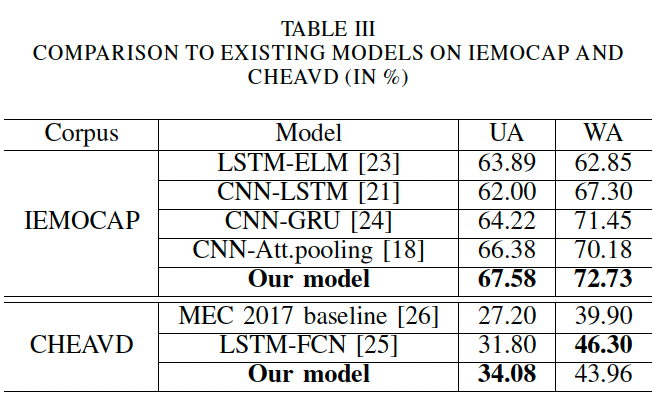 TABLE III
COMPARISON TO EXISTING MODELS ON IEMOCAP AND
CHEAVD (IN %)
Corpus Model UA WA
LSTM-ELM [23] 63.89 62.85
CNN-LSTM [21] 62.00 67.30
IEMOCAP CNN-GRU [24] 64.22 71.45
CNN-Att.pooling [18] 66.38 70.18
Our model 67.58 72.73
MEC 2017 baseline [26] 27.20 39.90
CHEAVD LSTM-FCN [25] 31.80 46.30
Our model 34.08 43.96